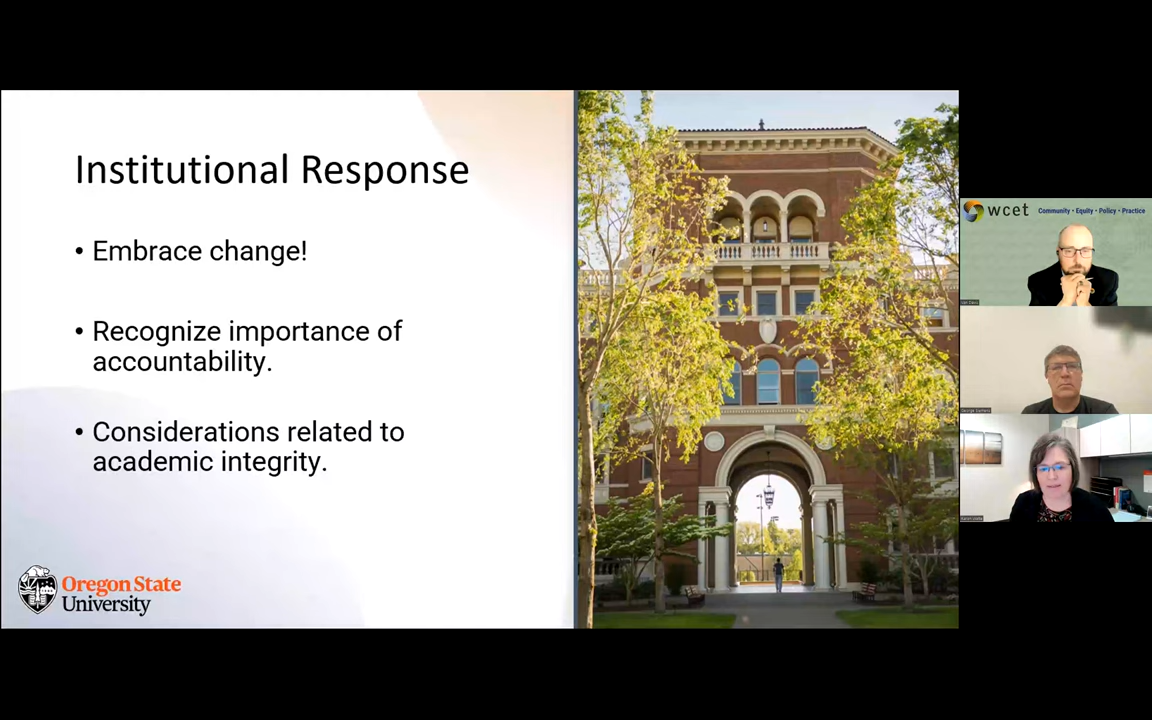 Institutional Response
• Embrace change!
• Recognize importance of
accountability.
• Considerations related to
academic integrity.
Oregon State
University
wcet Community • Equity • Policy • Practice